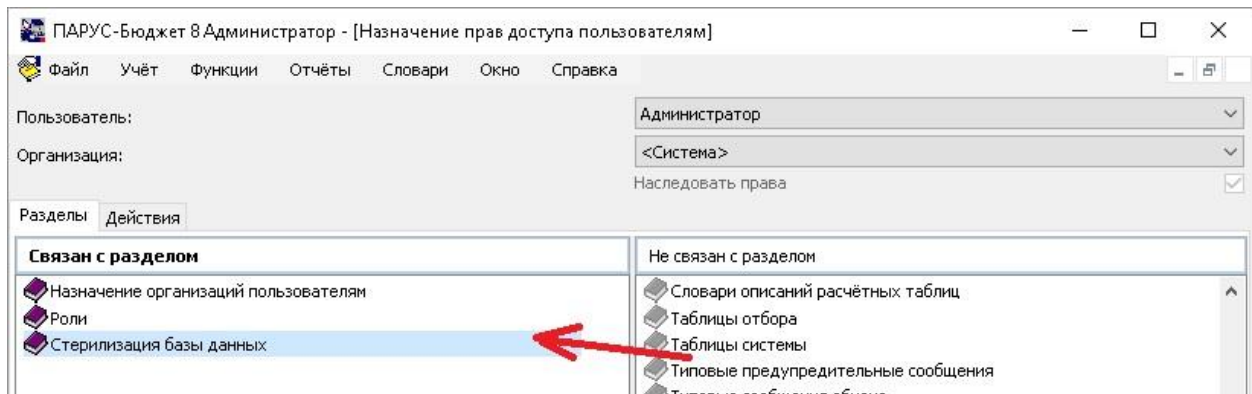 ПАРУС-Бюджет 8 Администратор - [Назначение прав доступа пользователям]
Файл Учёт Функции Отчёты Словари Окно Справка
Пользователь: Администратор
Организация: <Система>
Наследовать права
Разделы Действия
Связан с разделом Не связан с разделом
Назначение организаций пользователям Словари описаний расчётных таблиц
Роли Таблицы отбора
Стерилизация базы данных Таблицы системы
Типовые предупредительные сообщения